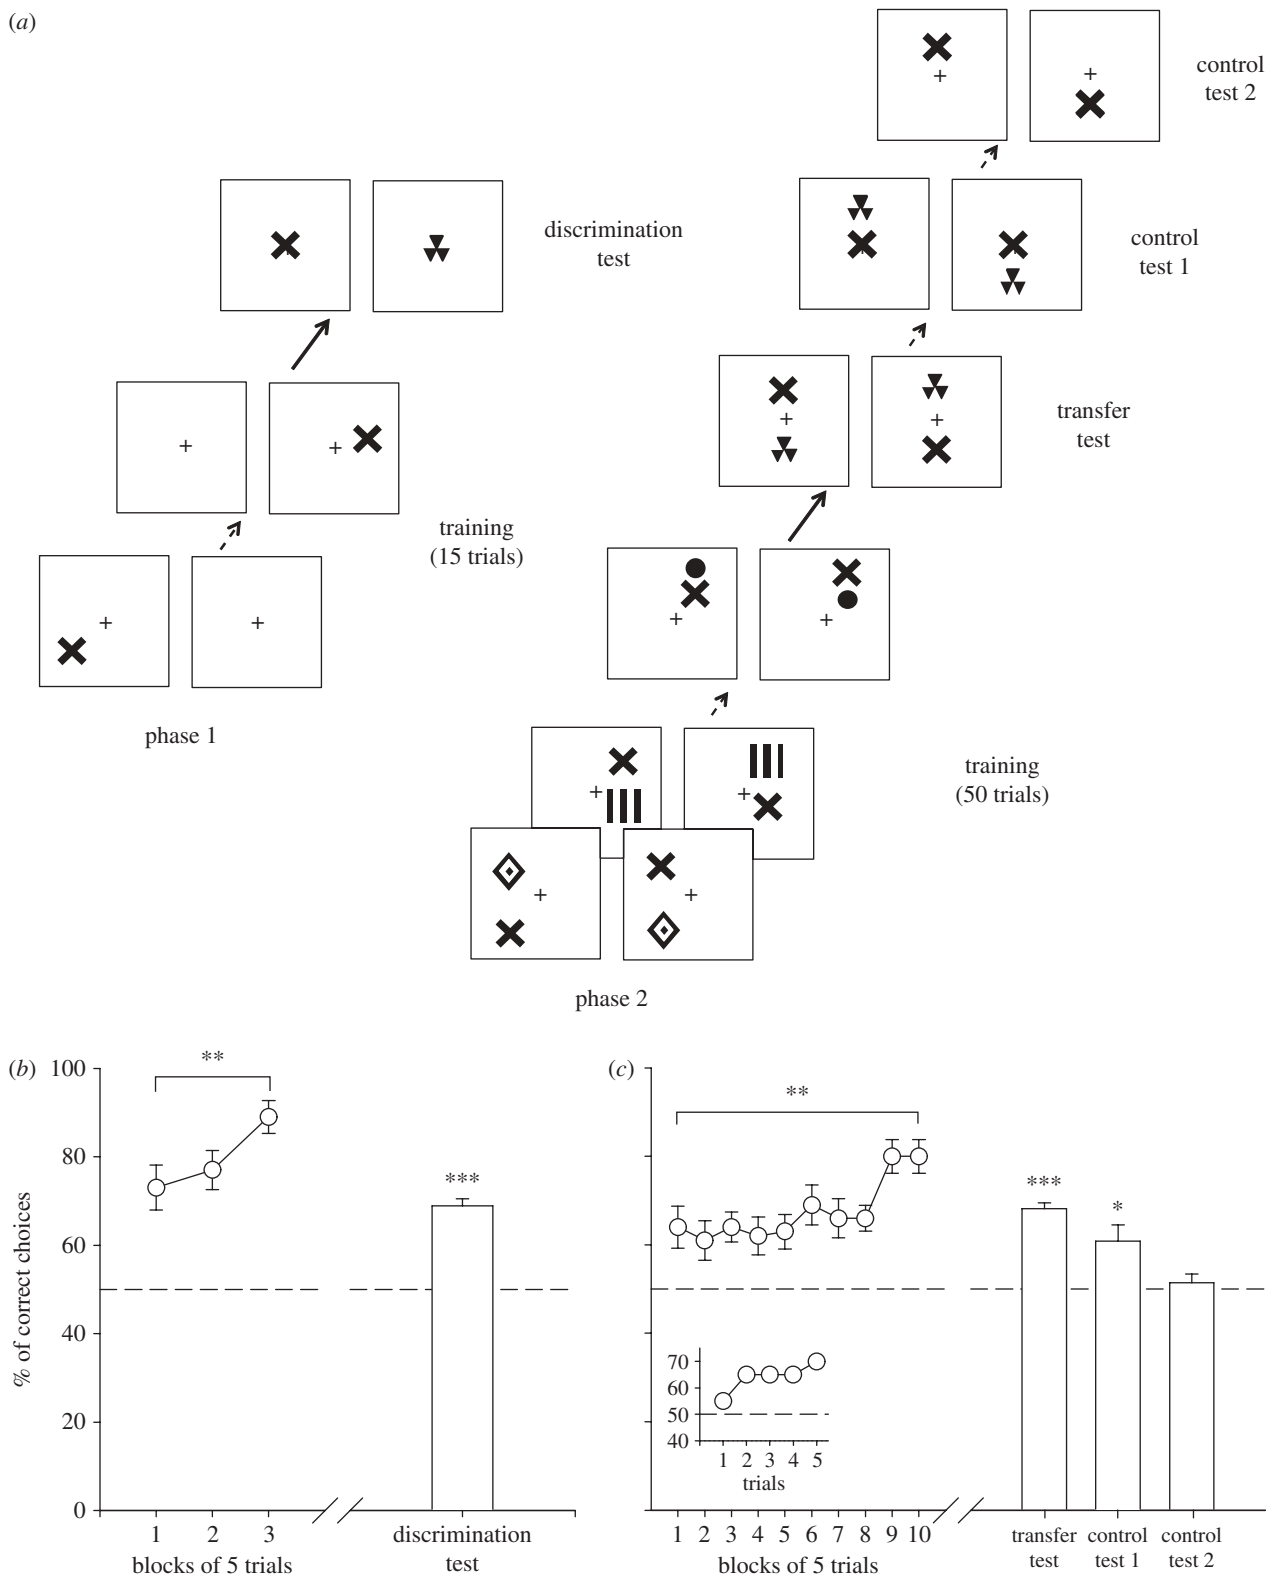 (a)
control
test 2
discrimination
test
control
test 1
transfer
test
training
(15 trials)
phase 1
training
(50 trials)
phase 2
(b)
% of correct choices
100
80
60
40
20
0
**
***
1 2 3
blocks of 5 trials
discrimination
test
(c)
**
***
*
70
60
50
40
1 2 3 4 5
trials
1 2 3 4 5 6 7 8 9 10
blocks of 5 trials
transfer
test
control
test 1
control
test 2